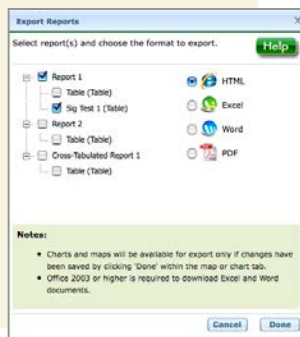 Export Reports
Select report(s) and choose the format to export.
Help
Report 1
Table (Table)
Sig Test 1 (Table)
Report 2
Table (Table)
Cross-Tabulated Report 1
Table (Table)
HTML
Excel
Word
PDF
Notes:
Charts and maps will be available for export only if changes have
been saved by clicking 'Done' within the map or chart tab.
Office 2003 or higher is required to download Excel and Word
documents.
Cancel
Done